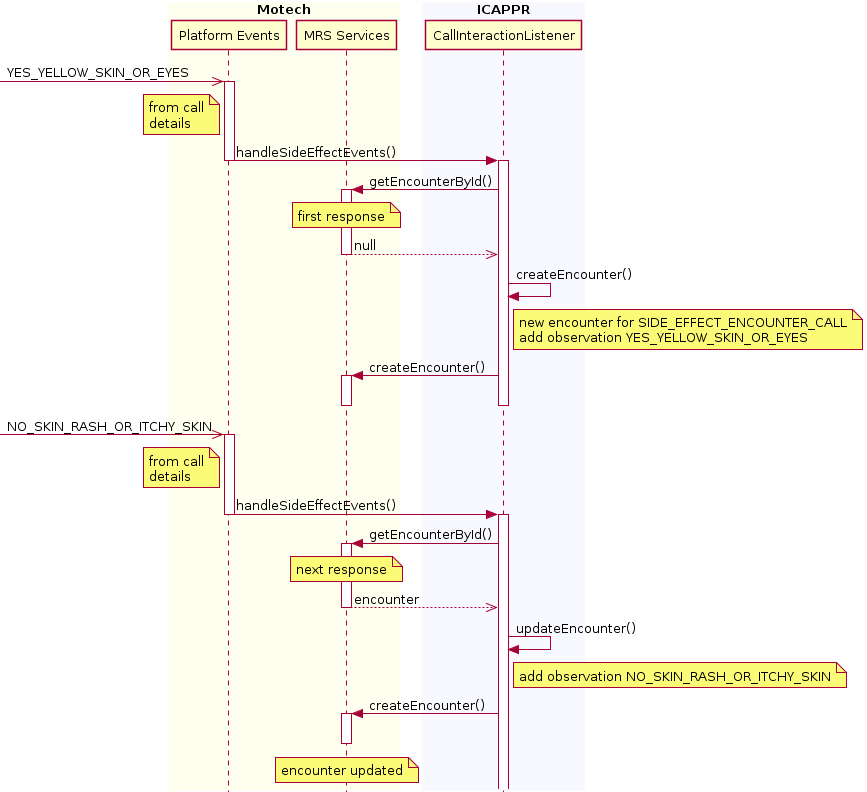 Motech
ICAPPR
Platform Events
MRS Services
CallInteractionListener
YES_YELLOW_SKIN_OR_EYES
from call
details
handleSideEffectEvents()
getEncounterById()
first response
null
createEncounter()
new encounter for SIDE_EFFECT_ENCOUNTER_CALL
add observation YES_YELLOW_SKIN_OR_EYES
createEncounter()
NO_SKIN_RASH_OR_ITCHY_SKIN
from call
details
handleSideEffectEvents()
getEncounterById()
next response
encounter
updateEncounter()
add observation NO_SKIN_RASH_OR_ITCHY_SKIN
createEncounter()
encounter updated